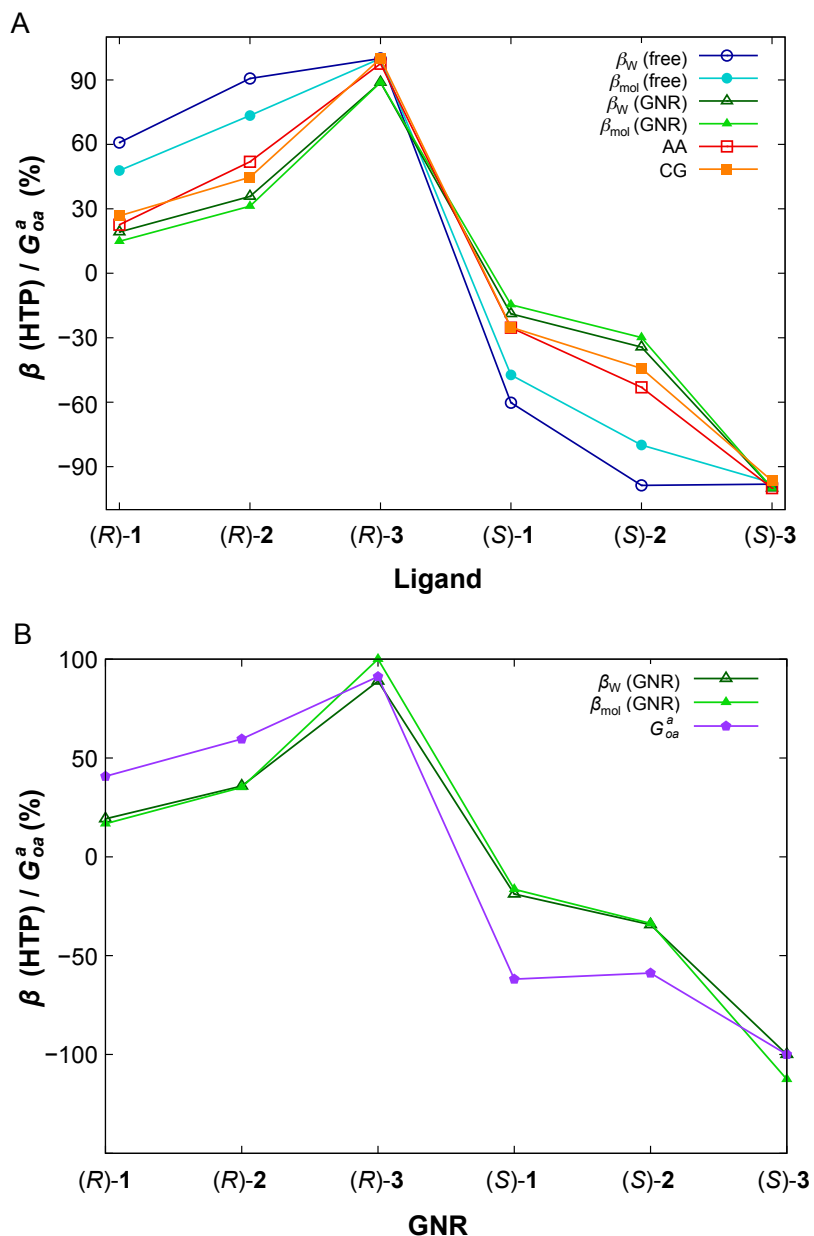 A
90
60
30
0
−30
−60
−90
β (HTP) / G^a_oa (%)
β_W (free)
β_mol (free)
β_W (GNR)
β_mol (GNR)
AA
CG
(R)-1 (R)-2 (R)-3 (S)-1 (S)-2 (S)-3
Ligand
B
100
50
0
−50
−100
β (HTP) / G^a_oa (%)
β_W (GNR)
β_mol (GNR)
G^a_oa
(R)-1 (R)-2 (R)-3 (S)-1 (S)-2 (S)-3
GNR